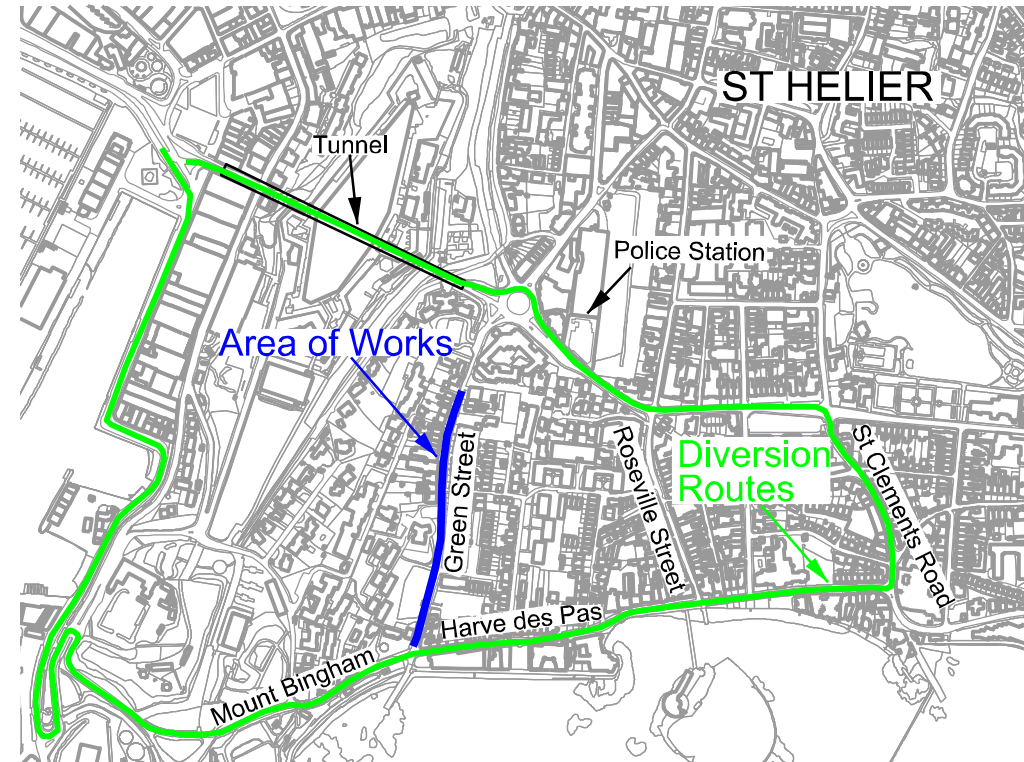 ST HELIER
Tunnel
Police Station
Area of Works
Green Street
Roseville Street
Diversion
Routes
St Clements Road
Harve des Pas
Mount Bingham